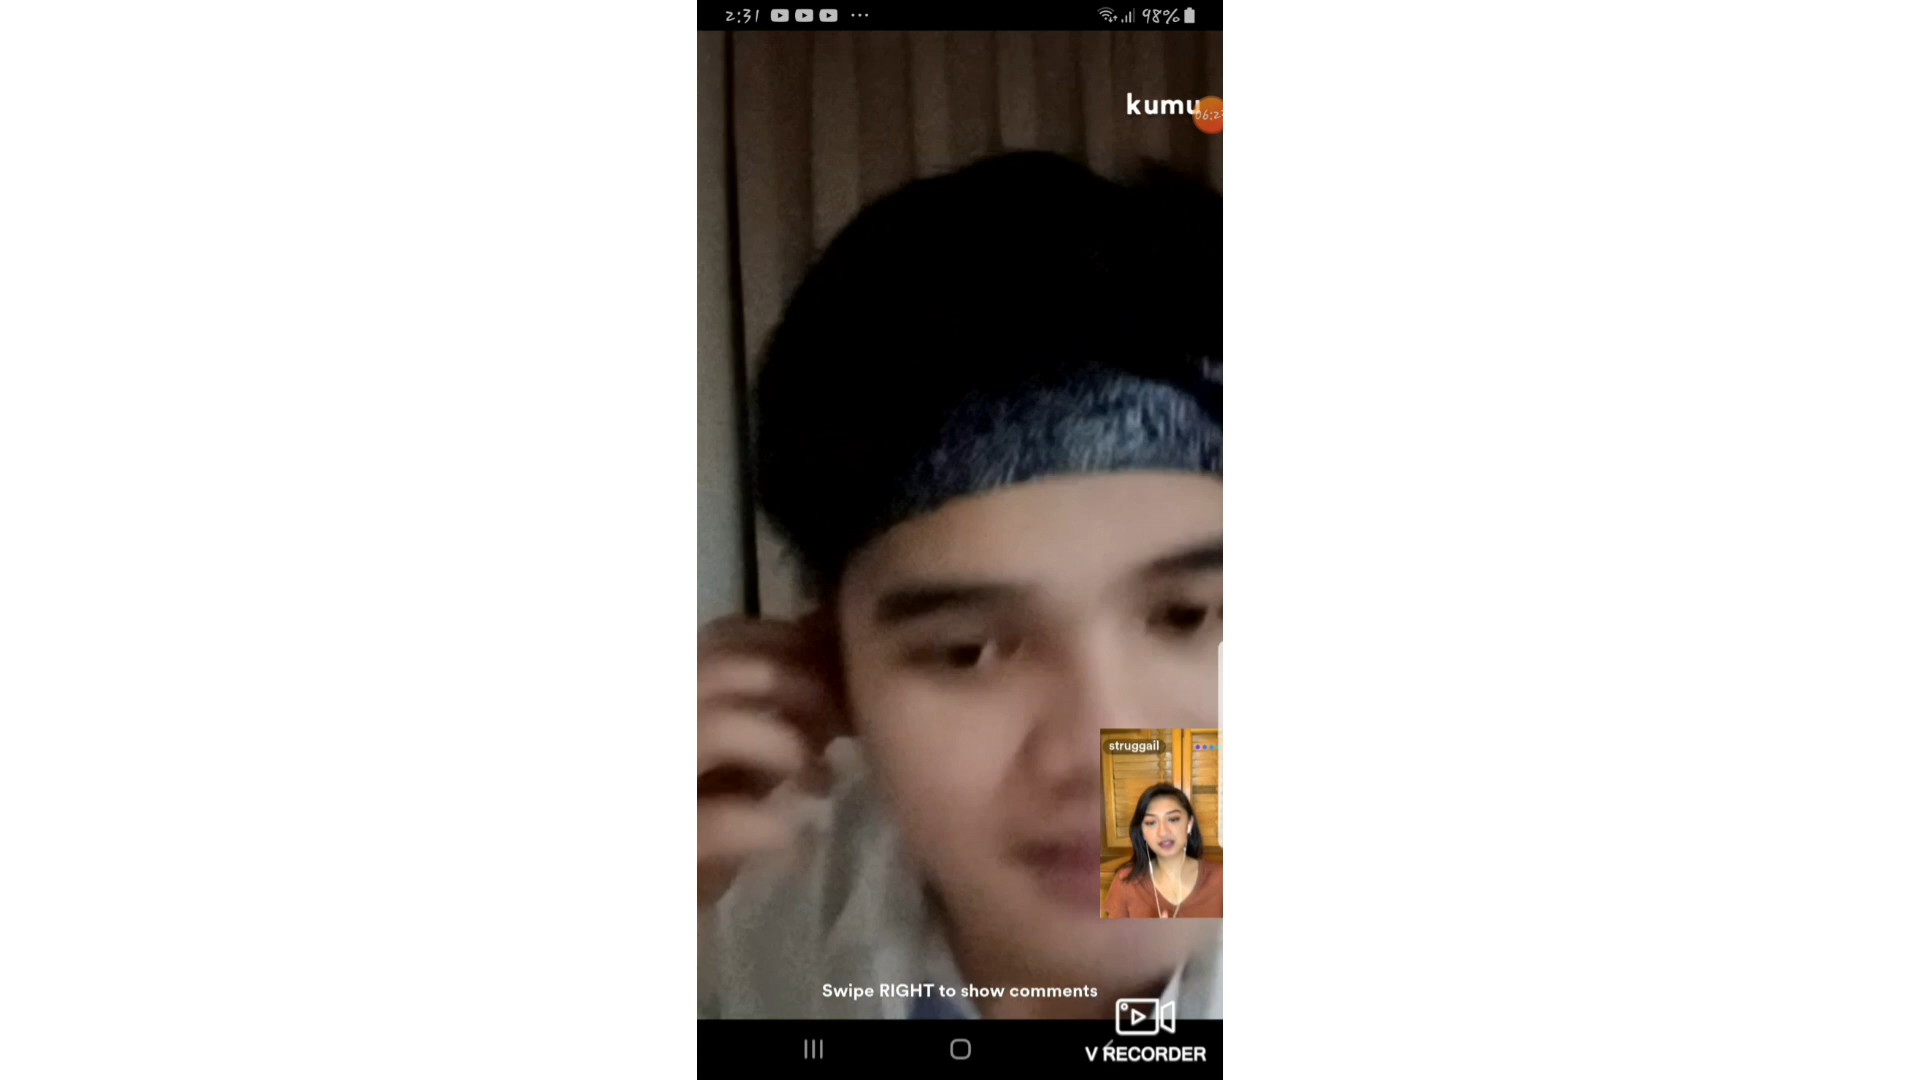 2:31
98%
kumu
struggail
Swipe RIGHT to show comments
V RECORDER